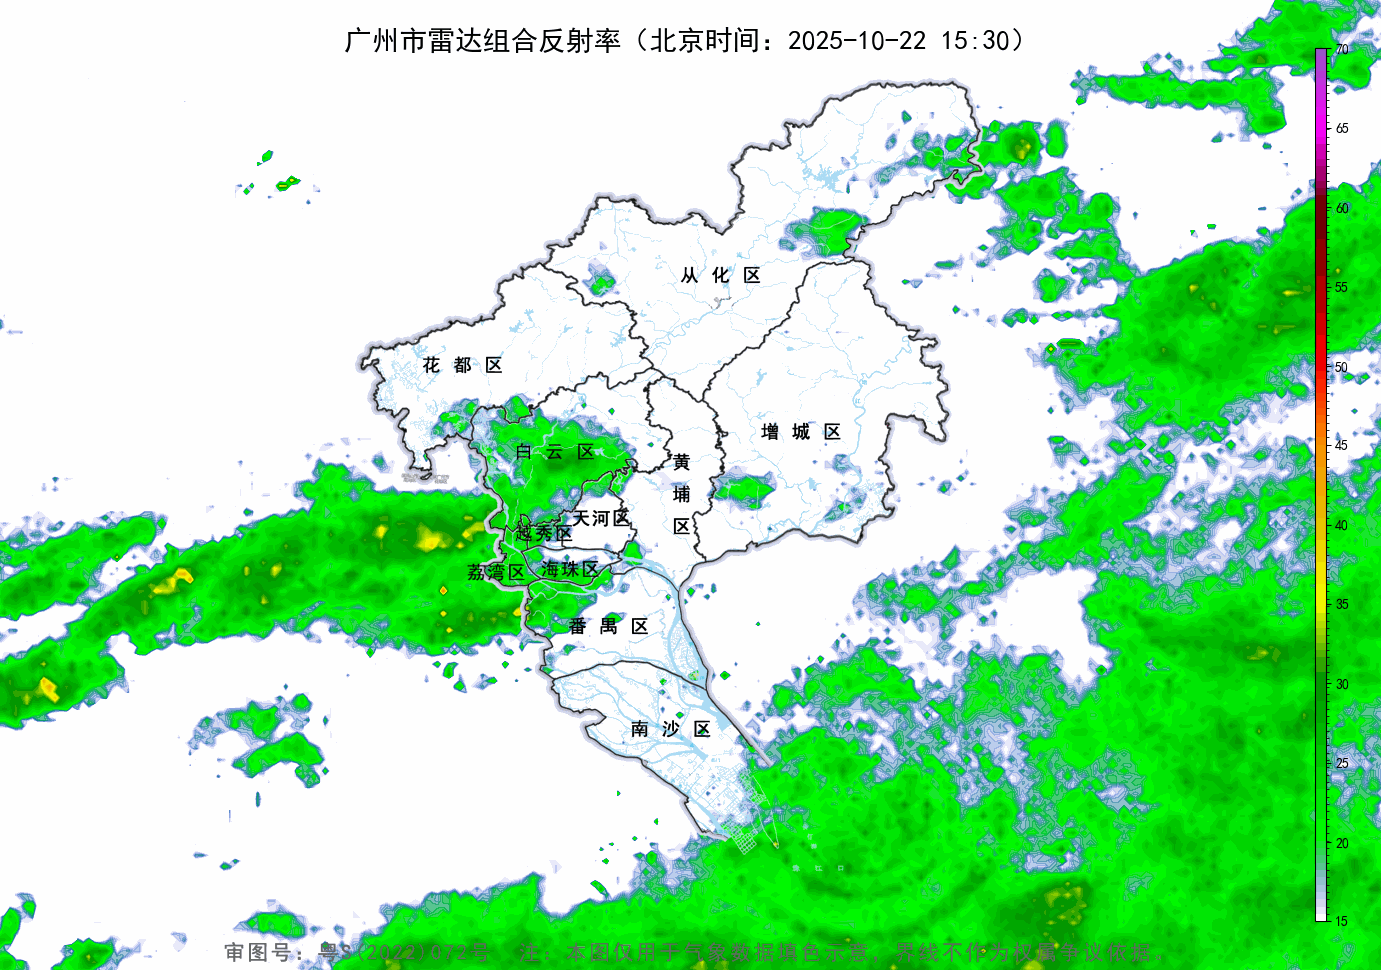 广州市雷达组合反射率（北京时间：2025-10-22 15:30）
70
65
60
55
50
45
40
35
30
25
20
15
从 化 区
花 都 区
增 城 区
白 云 区
黄
埔
区
天河区
越秀区
荔湾区
海珠区
番 禺 区
南 沙 区
审图号：粤S(2022)072号 注：本图仅用于气象数据填色示意，界线不作为权属争议依据。